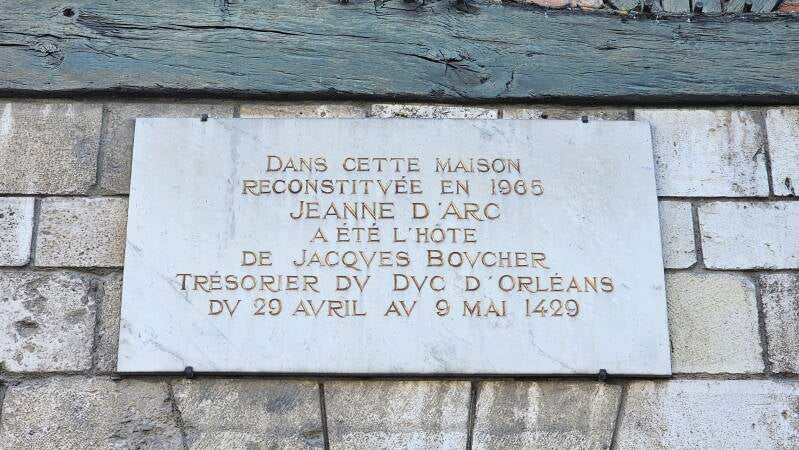 DANS CETTE MAISON
RECONSTITVÉE EN 1965
JEANNE D'ARC
A ÉTÉ L'HÔTE
DE JACQVES BOVCHER
TRÉSORIER DV DVC D'ORLÉANS
DV 29 AVRIL AV 9 MAI 1429